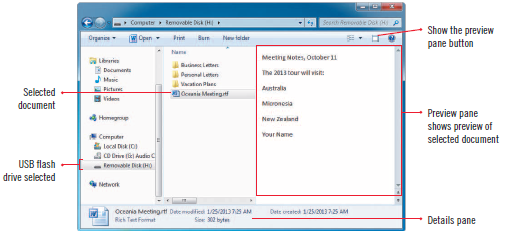 Computer ▸ Removable Disk (H:) ▸
Search Removable Disk (H:)
Organize ▾ Open ▾ Print Burn New folder
Show the preview
pane button
Name
Libraries
Documents
Music
Pictures
Videos
Homegroup
Computer
Local Disk (C:)
CD Drive (G:) Audio C
Removable Disk (H:)
Network
Business Letters
Personal Letters
Vacation Plans
Oceania Meeting.rtf
Meeting Notes, October 11
The 2013 tour will visit:
Australia
Micronesia
New Zealand
Your Name
Selected
document
USB flash
drive selected
Preview pane
shows preview of
selected document
Oceania Meeting.rtf Date modified: 1/25/2013 7:25 AM Date created: 1/25/2013 7:25 AM
Rich Text Format Size: 302 bytes
Details pane